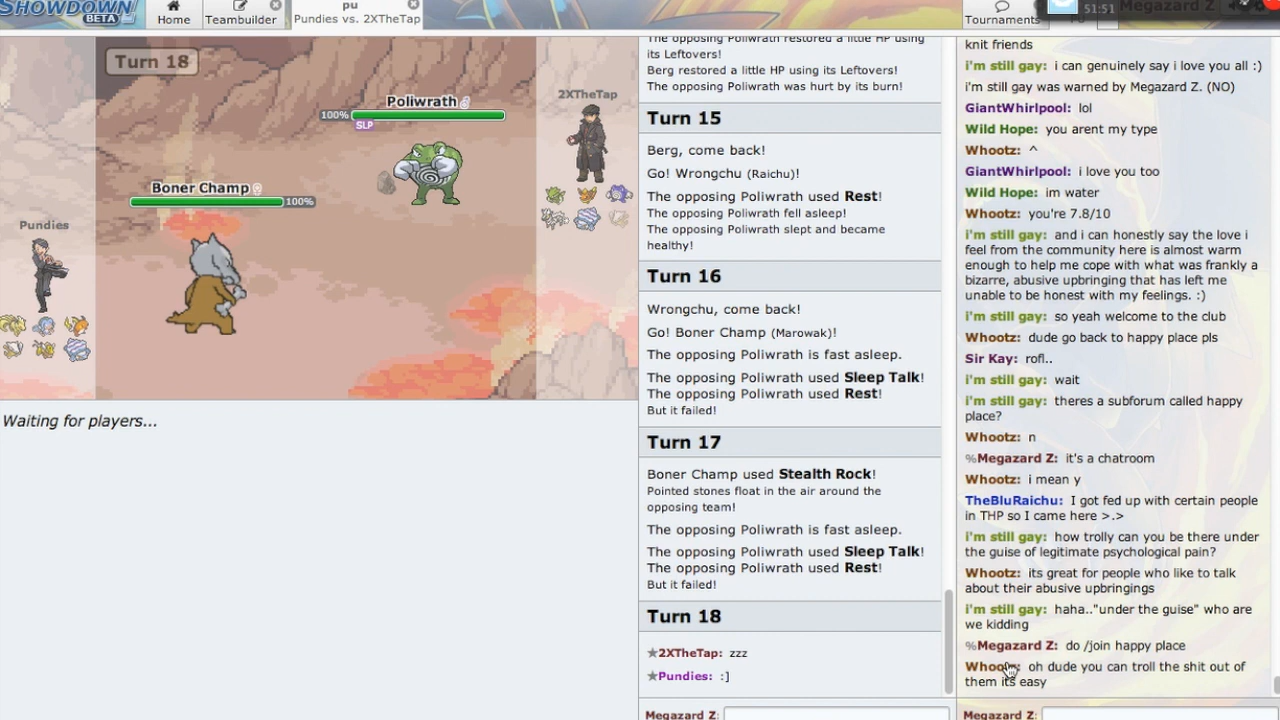 SHOWDOWN
BETA
Home
Teambuilder
pu
Pundies vs. 2XTheTap
Tournaments
51:51
Megazard Z
Turn 18
Poliwrath
100%
SLP
2XTheTap
Boner Champ
100%
Pundies
Waiting for players...
The opposing Poliwrath restored a little HP using
its Leftovers!
Berg restored a little HP using its Leftovers!
The opposing Poliwrath was hurt by its burn!
Turn 15
Berg, come back!
Go! Wrongchu (Raichu)!
The opposing Poliwrath used Rest!
The opposing Poliwrath fell asleep!
The opposing Poliwrath slept and became
healthy!
Turn 16
Wrongchu, come back!
Go! Boner Champ (Marowak)!
The opposing Poliwrath is fast asleep.
The opposing Poliwrath used Sleep Talk!
The opposing Poliwrath used Rest!
But it failed!
Turn 17
Boner Champ used Stealth Rock!
Pointed stones float in the air around the
opposing team!
The opposing Poliwrath is fast asleep.
The opposing Poliwrath used Sleep Talk!
The opposing Poliwrath used Rest!
But it failed!
Turn 18
★2XTheTap: zzz
★Pundies: :]
Megazard Z:
knit friends
i'm still gay: i can genuinely say i love you all :)
i'm still gay was warned by Megazard Z. (NO)
GiantWhirlpool: lol
Wild Hope: you arent my type
Whootz: ^
GiantWhirlpool: i love you too
Wild Hope: im water
Whootz: you're 7.8/10
i'm still gay: and i can honestly say the love i
feel from the community here is almost warm
enough to help me cope with what was frankly a
bizarre, abusive upbringing that has left me
unable to be honest with my feelings. :)
i'm still gay: so yeah welcome to the club
Whootz: dude go back to happy place pls
Sir Kay: rofl..
i'm still gay: wait
i'm still gay: theres a subforum called happy
place?
Whootz: n
%Megazard Z: it's a chatroom
Whootz: i mean y
TheBluRaichu: I got fed up with certain people
in THP so I came here >.>
i'm still gay: how trolly can you be there under
the guise of legitimate psychological pain?
Whootz: its great for people who like to talk
about their abusive upbringings
i'm still gay: haha.."under the guise" who are
we kidding
%Megazard Z: do /join happy place
Whootz: oh dude you can troll the shit out of
them its easy
Megazard Z: